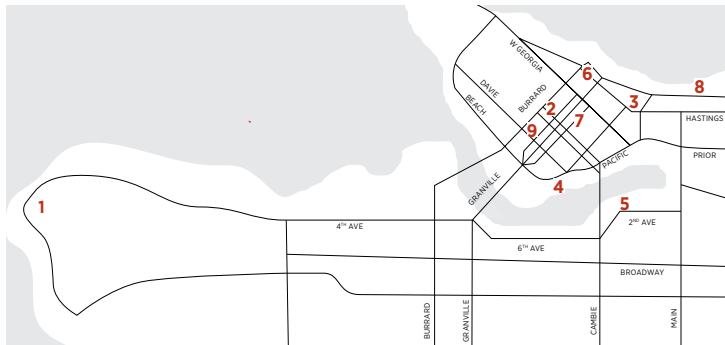 W GEORGIA
6
8
DAVIE
BURRARD
BEACH
2
3
7
HASTINGS
9
PRIOR
PACIFIC
GRANVILLE
4
1
5
4TH AVE
2ND AVE
6TH AVE
BROADWAY
BURRARD
GRANVILLE
CAMBIE
MAIN